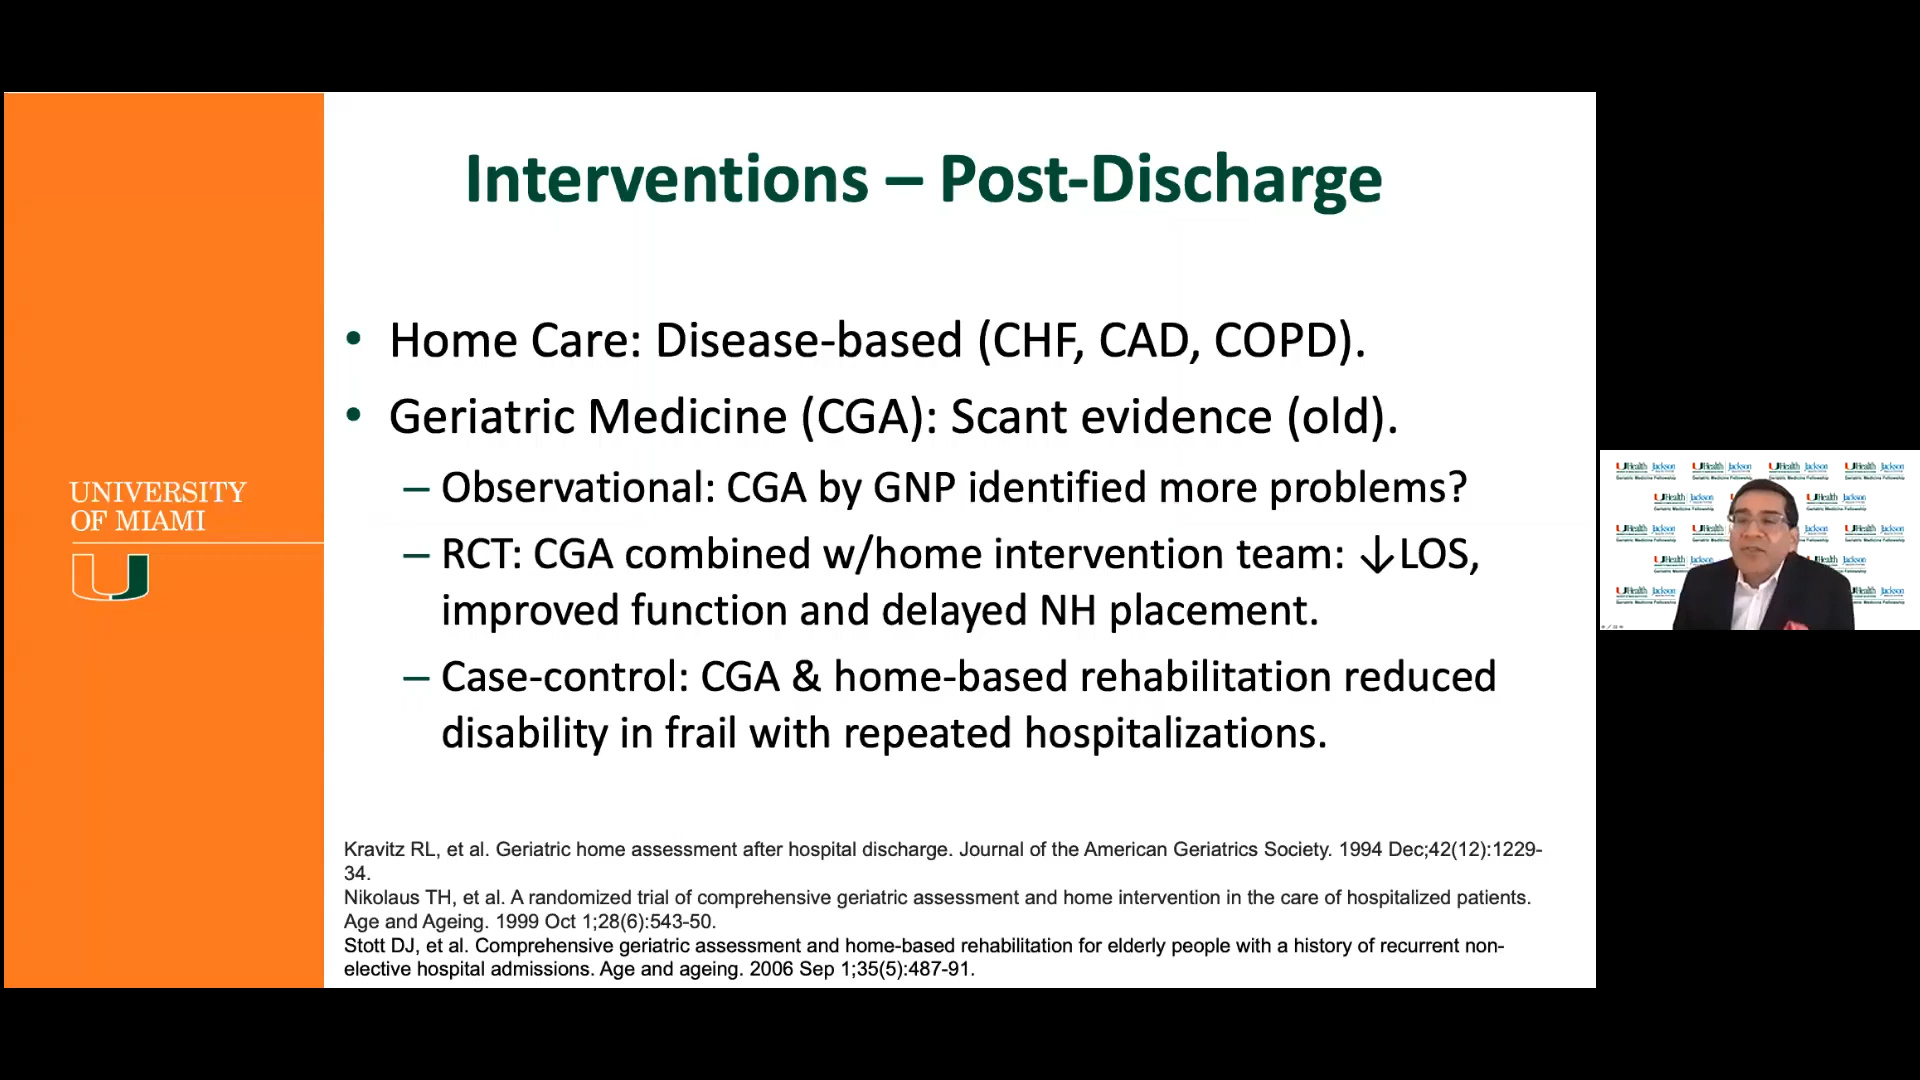 Interventions – Post-Discharge
• Home Care: Disease-based (CHF, CAD, COPD).
• Geriatric Medicine (CGA): Scant evidence (old).
– Observational: CGA by GNP identified more problems?
– RCT: CGA combined w/home intervention team: ↓LOS,
improved function and delayed NH placement.
– Case-control: CGA & home-based rehabilitation reduced
disability in frail with repeated hospitalizations.
Kravitz RL, et al. Geriatric home assessment after hospital discharge. Journal of the American Geriatrics Society. 1994 Dec;42(12):1229-
34.
Nikolaus TH, et al. A randomized trial of comprehensive geriatric assessment and home intervention in the care of hospitalized patients.
Age and Ageing. 1999 Oct 1;28(6):543-50.
Stott DJ, et al. Comprehensive geriatric assessment and home-based rehabilitation for elderly people with a history of recurrent non-
elective hospital admissions. Age and ageing. 2006 Sep 1;35(5):487-91.
UNIVERSITY
OF MIAMI
UHealth Jackson
Geriatric Medicine Fellowship